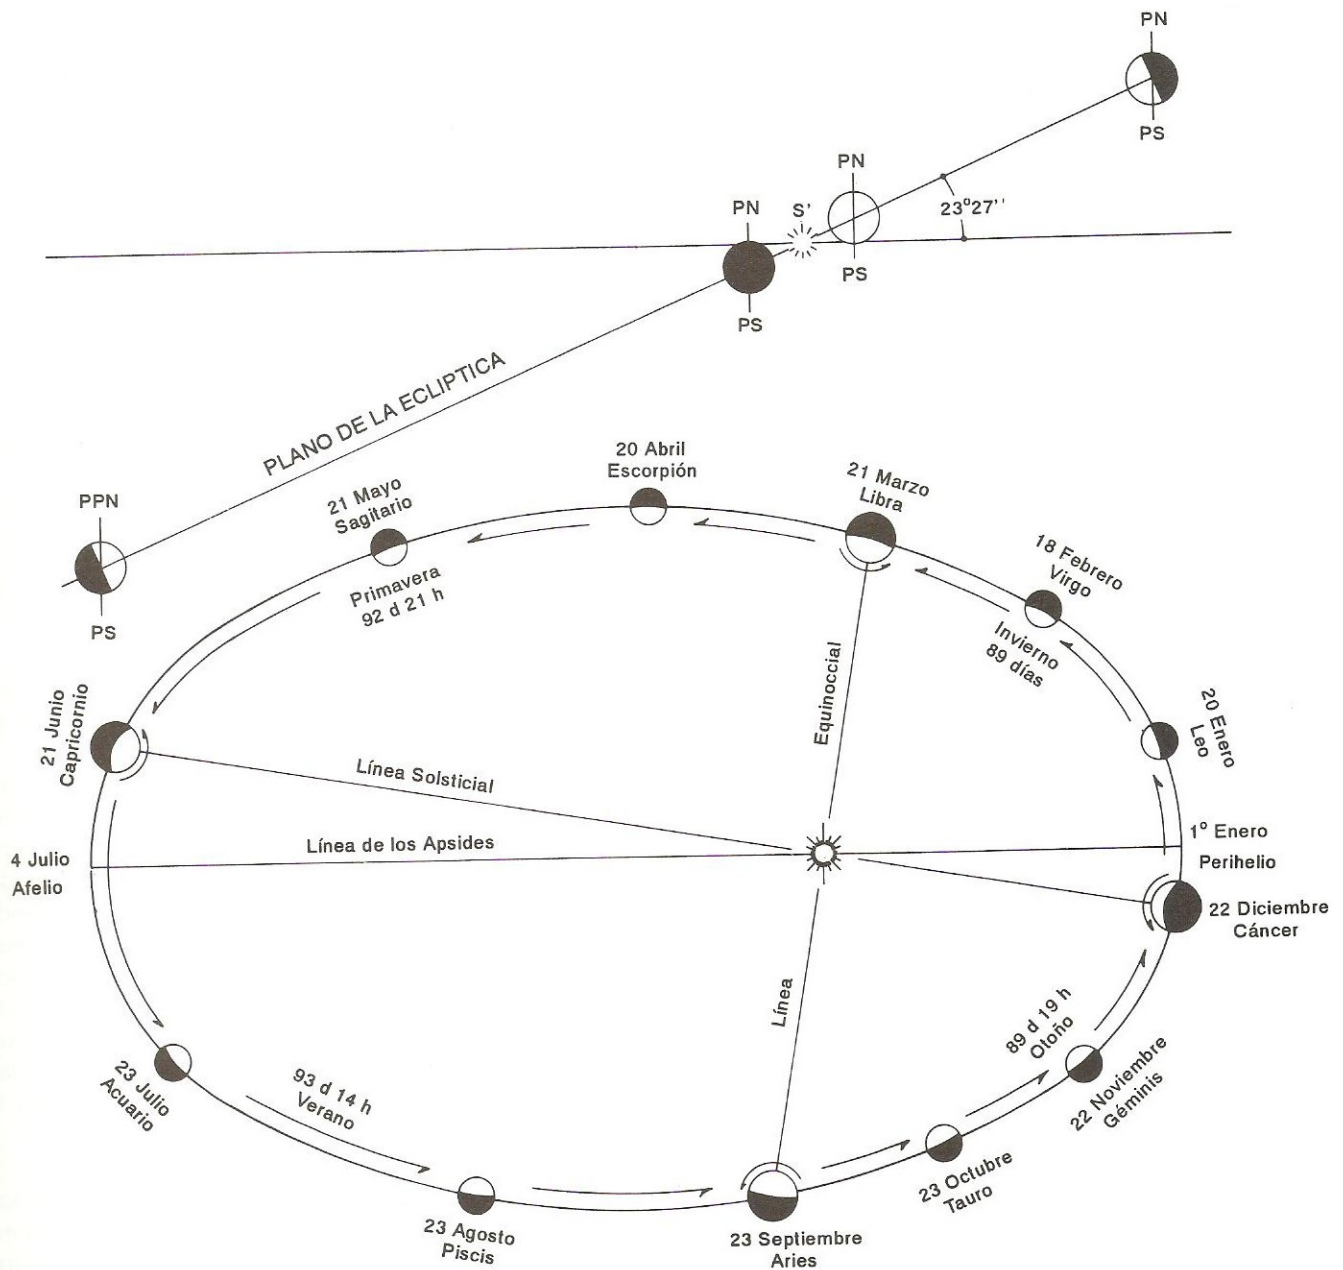 PN
PS
PN
23°27''
PN
S'
PS
PS
PLANO DE LA ECLIPTICA
PPN
PS
20 Abril
Escorpión
21 Marzo
Libra
21 Mayo
Sagitario
18 Febrero
Virgo
Primavera
92 d 21 h
Invierno
89 días
21 Junio
Capricornio
20 Enero
Leo
Equinoccial
Línea Solsticial
Línea de los Apsides
1° Enero
Perihelio
4 Julio
Afelio
22 Diciembre
Cáncer
Línea
89 d 19 h
Otoño
23 Julio
Acuario
93 d 14 h
Verano
22 Noviembre
Géminis
23 Octubre
Tauro
23 Agosto
Piscis
23 Septiembre
Aries